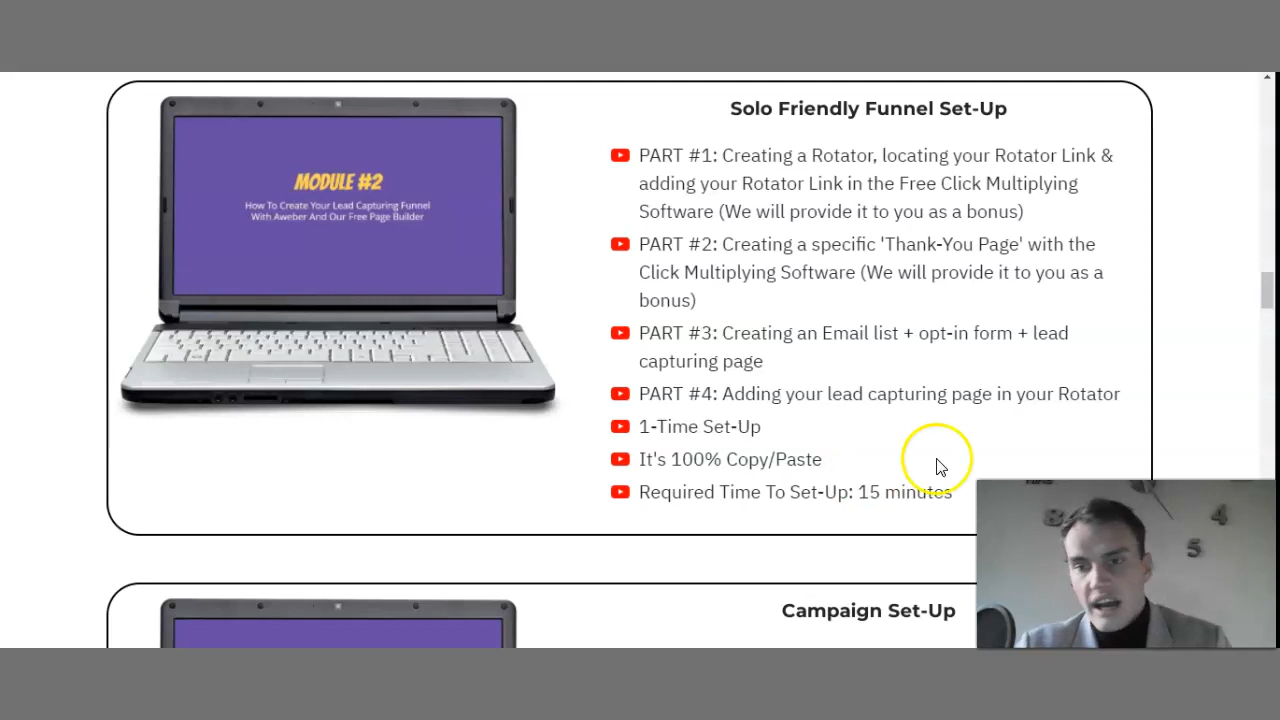 Solo Friendly Funnel Set-Up
MODULE #2
How To Create Your Lead Capturing Funnel
With Aweber And Our Free Page Builder
PART #1: Creating a Rotator, locating your Rotator Link &
adding your Rotator Link in the Free Click Multiplying
Software (We will provide it to you as a bonus)
PART #2: Creating a specific 'Thank-You Page' with the
Click Multiplying Software (We will provide it to you as a
bonus)
PART #3: Creating an Email list + opt-in form + lead
capturing page
PART #4: Adding your lead capturing page in your Rotator
1-Time Set-Up
It's 100% Copy/Paste
Required Time To Set-Up: 15 minutes
Campaign Set-Up
4
5